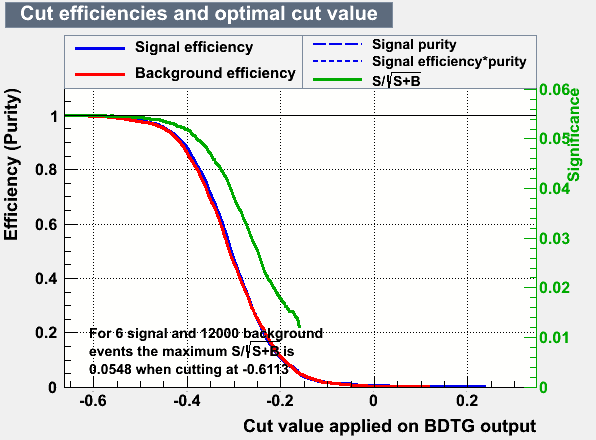 Cut efficiencies and optimal cut value
Signal efficiency
Background efficiency
Signal purity
Signal efficiency*purity
S/√S+B
Efficiency (Purity)
1
0.8
0.6
0.4
0.2
0
0.06
0.05
0.04
0.03
0.02
0.01
0
Significance
For 6 signal and 12000 background
events the maximum S/√S+B is
0.0548 when cutting at -0.6113
-0.6
-0.4
-0.2
0
0.2
Cut value applied on BDTG output